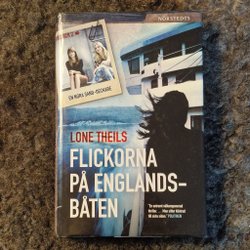 NORSTEDTS
EN NORA SAND-DECKARE
LONE THEILS
FLICKORNA
PÅ ENGLANDS-
BÅTEN